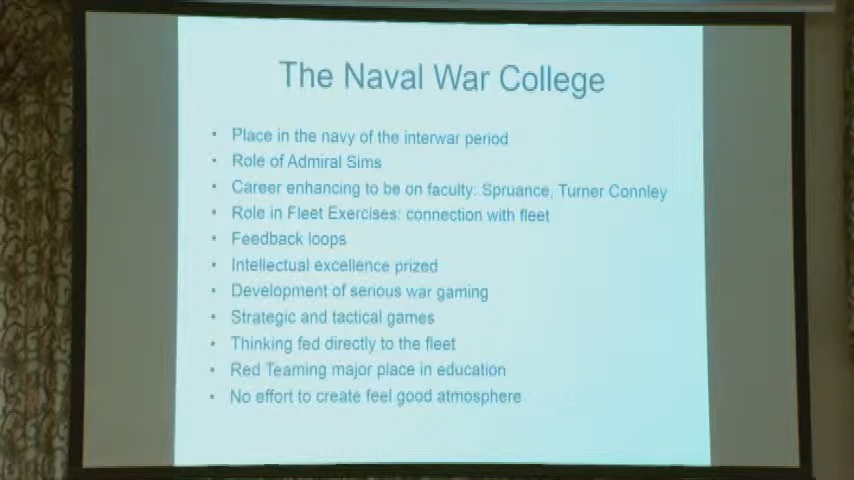 The Naval War College
• Place in the navy of the interwar period
• Role of Admiral Sims
• Career enhancing to be on faculty: Spruance, Turner Connley
• Role in Fleet Exercises: connection with fleet
• Feedback loops
• Intellectual excellence prized
• Development of serious war gaming
• Strategic and tactical games
• Thinking fed directly to the fleet
• Red Teaming major place in education
• No effort to create feel good atmosphere